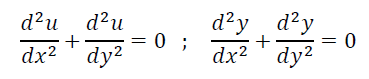 d²u/dx² + d²u/dy² = 0 ; d²y/dx² + d²y/dy² = 0